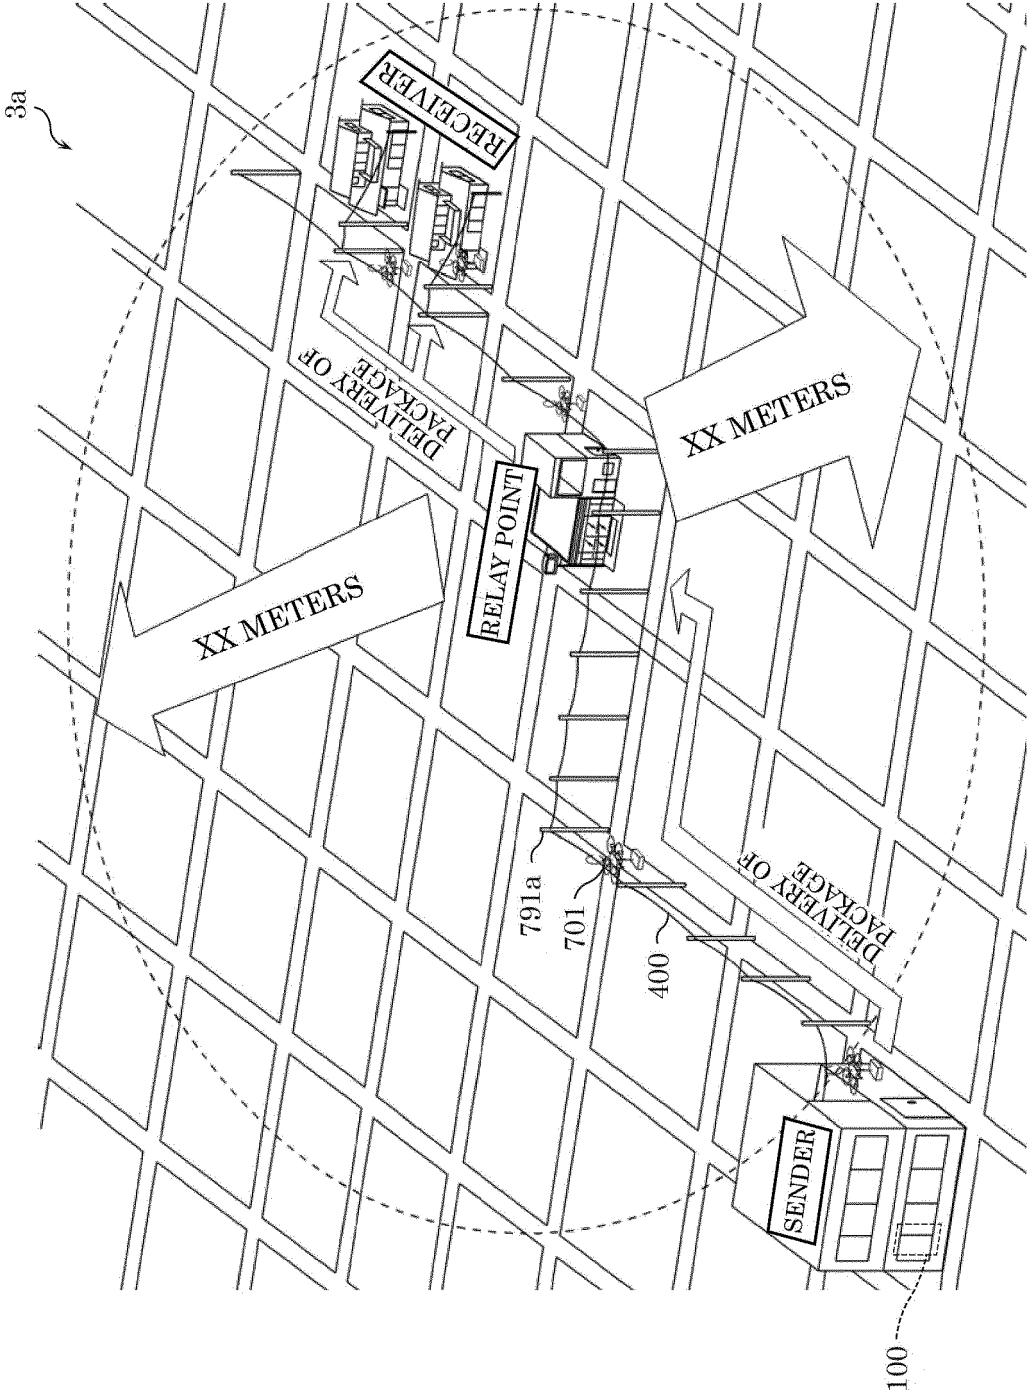 3a
RECEIVER
DELIVERY OF
PACKAGE
XX METERS
RELAY POINT
XX METERS
791a
701
400
DELIVERY OF
PACKAGE
SENDER
100